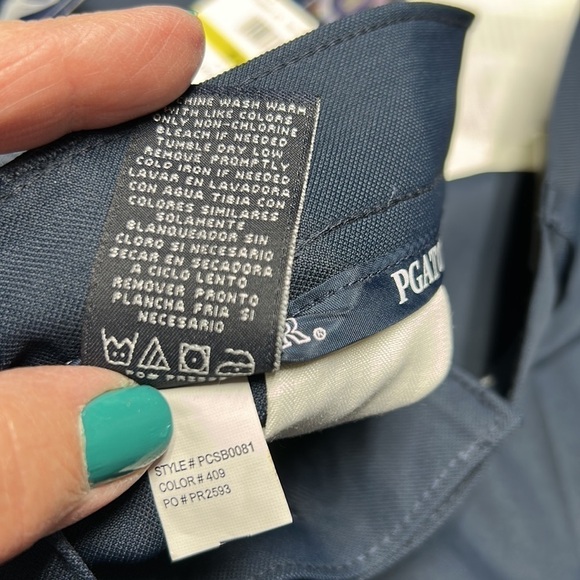 MACHINE WASH WARM
WITH LIKE COLORS
ONLY NON-CHLORINE
BLEACH IF NEEDED
TUMBLE DRY LOW
REMOVE PROMPTLY
COLD IRON IF NEEDED
LAVAR EN LAVADORA
CON AGUA TIBIA CON
COLORES SIMILARES
SOLAMENTE
BLANQUEADOR SIN
CLORO SI NECESARIO
SECAR EN SECADORA
A CICLO LENTO
REMOVER PRONTO
PLANCHA FRIA SI
NECESARIO
PGATO
R®
STYLE# PCSB0081
COLOR# 409
PO# PR2593